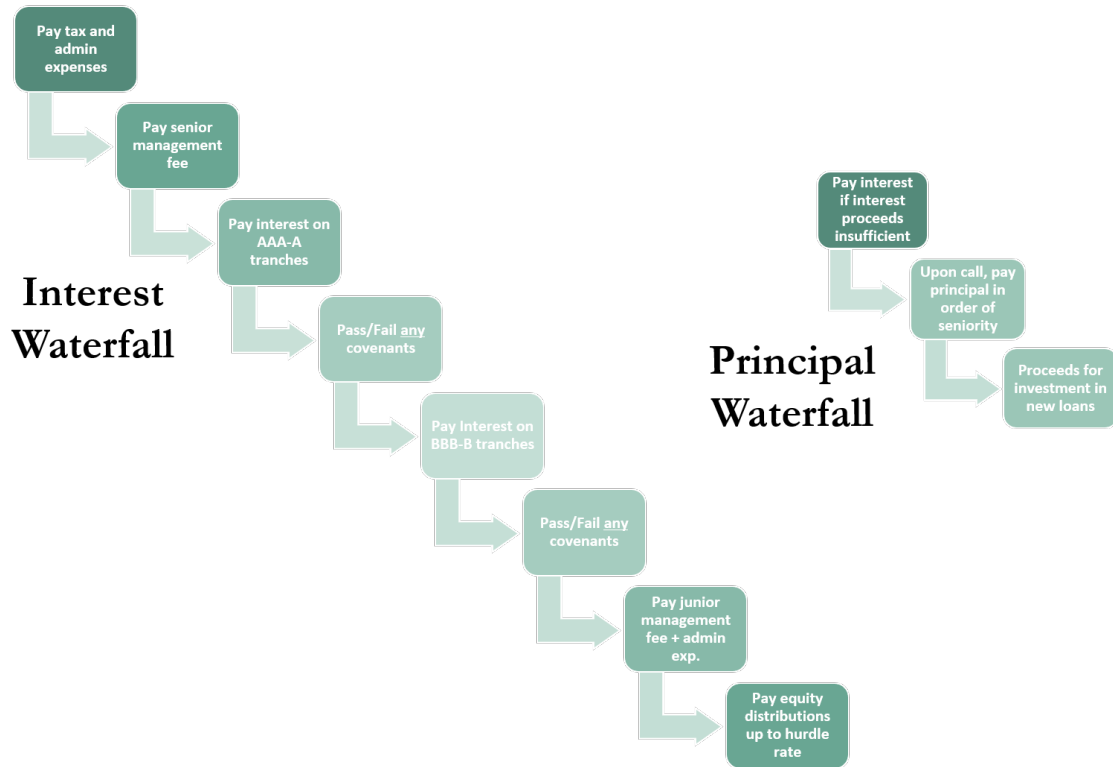 Pay tax and
admin
expenses
Pay senior
management
fee
Pay interest on
AAA-A
tranches
Interest
Waterfall
Pass/Fail any
covenants
Pay Interest on
BBB-B tranches
Pass/Fail any
covenants
Pay junior
management
fee + admin
exp.
Pay equity
distributions
up to hurdle
rate
Pay interest
if interest
proceeds
insufficient
Upon call, pay
principal in
order of
seniority
Principal
Waterfall
Proceeds for
investment in
new loans